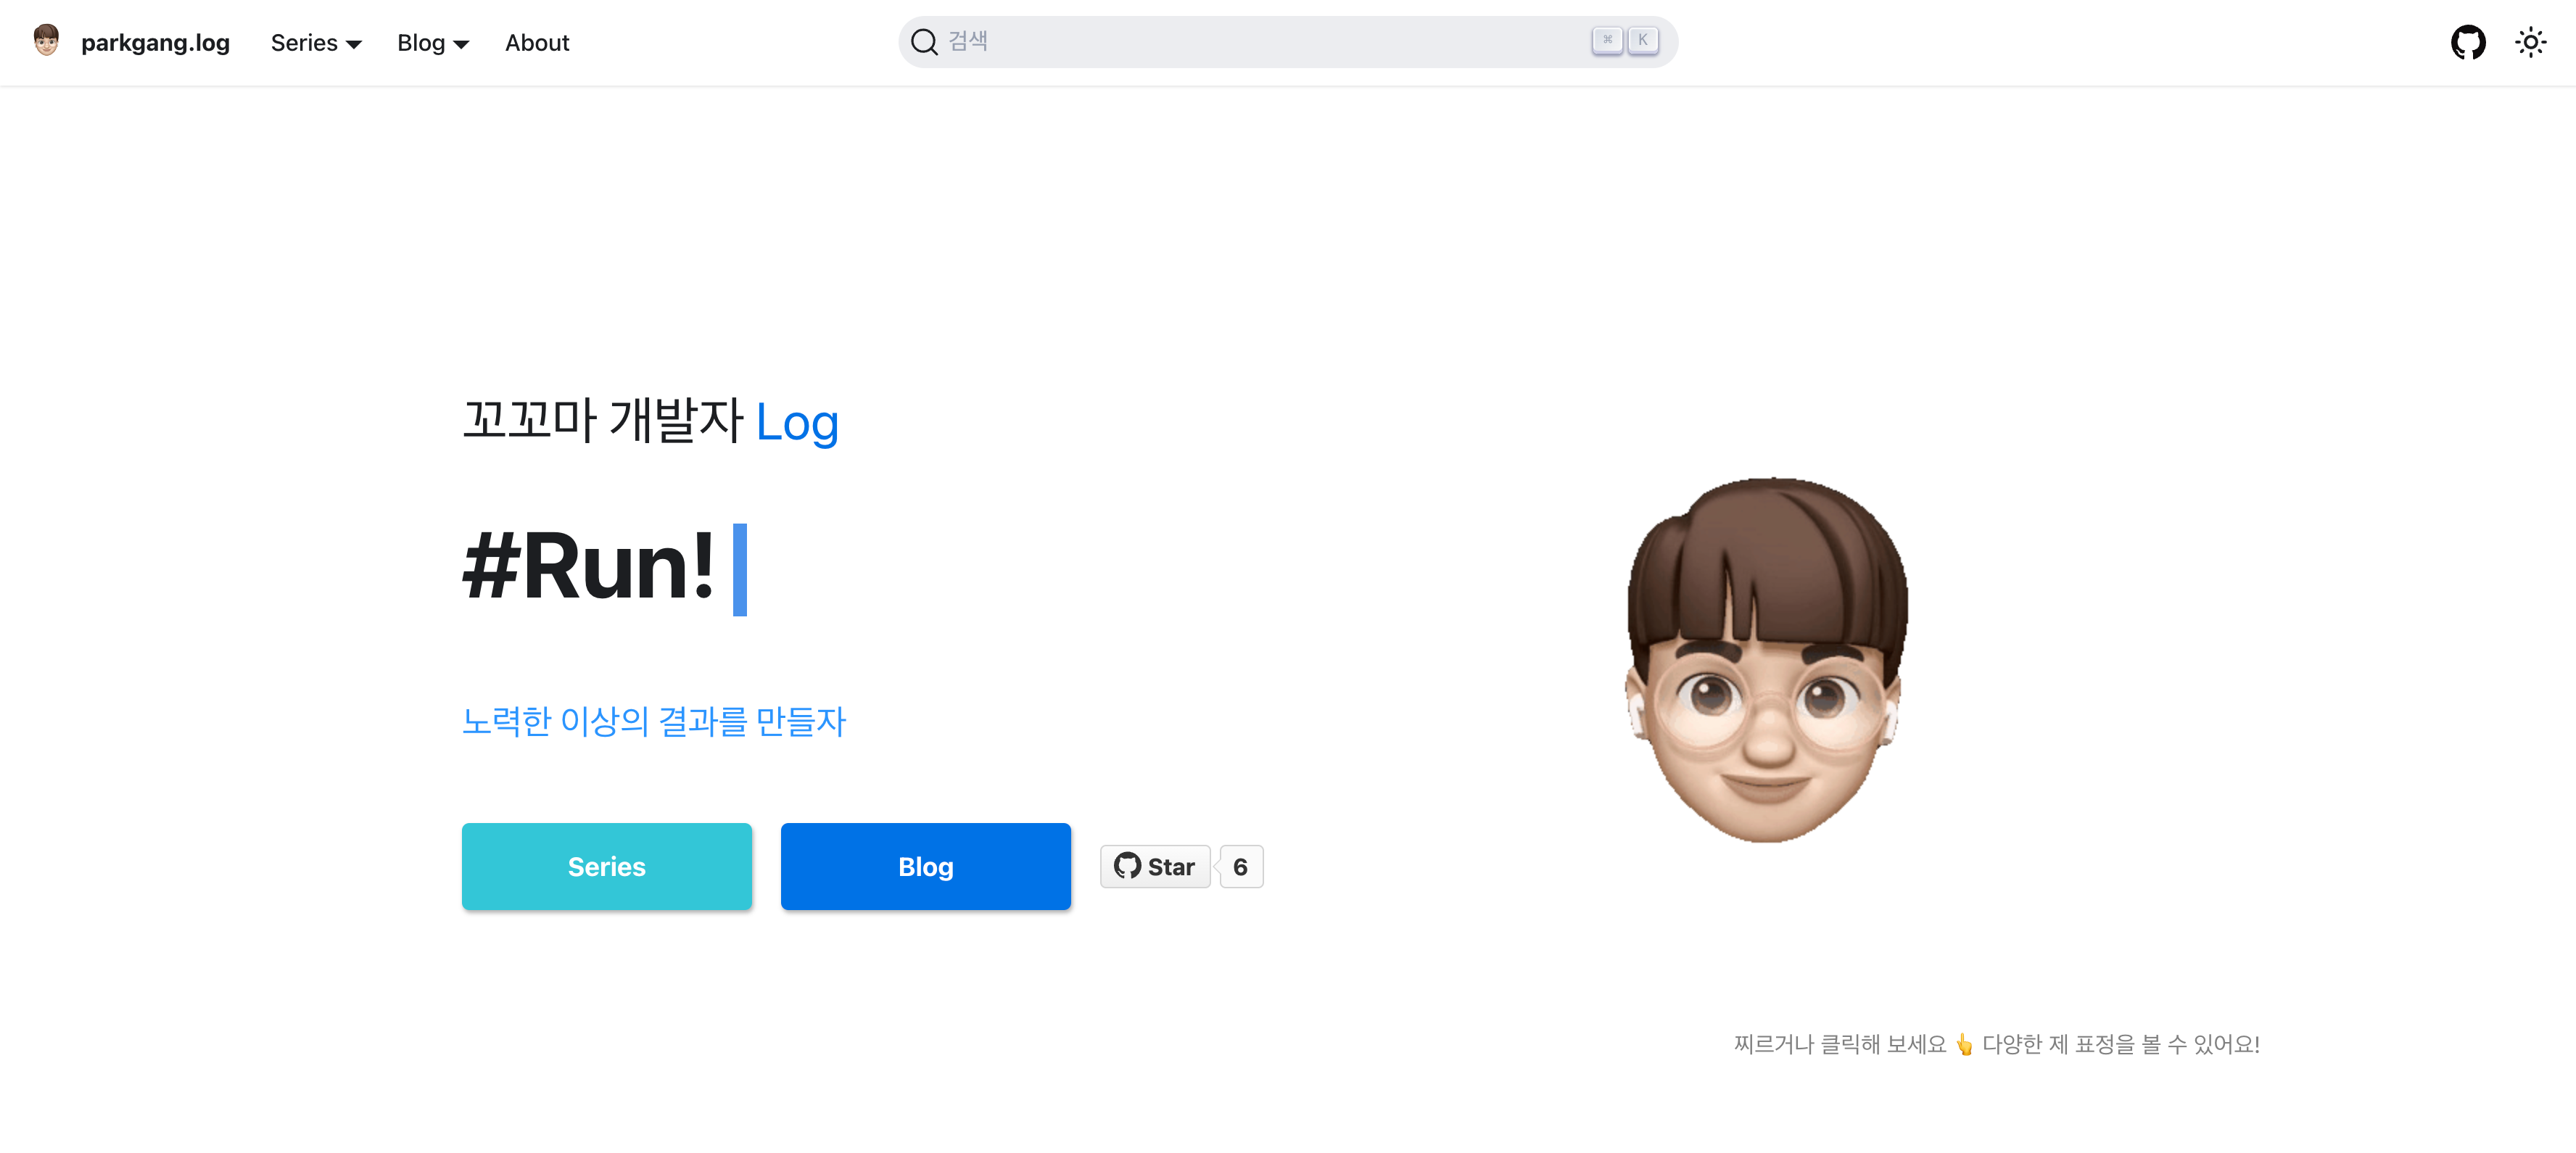 parkgang.log Series Blog About 검색 ⌘ K
꼬꼬마 개발자 Log
#Run!
노력한 이상의 결과를 만들자
Series Blog Star 6
찌르거나 클릭해 보세요 👆 다양한 제 표정을 볼 수 있어요!